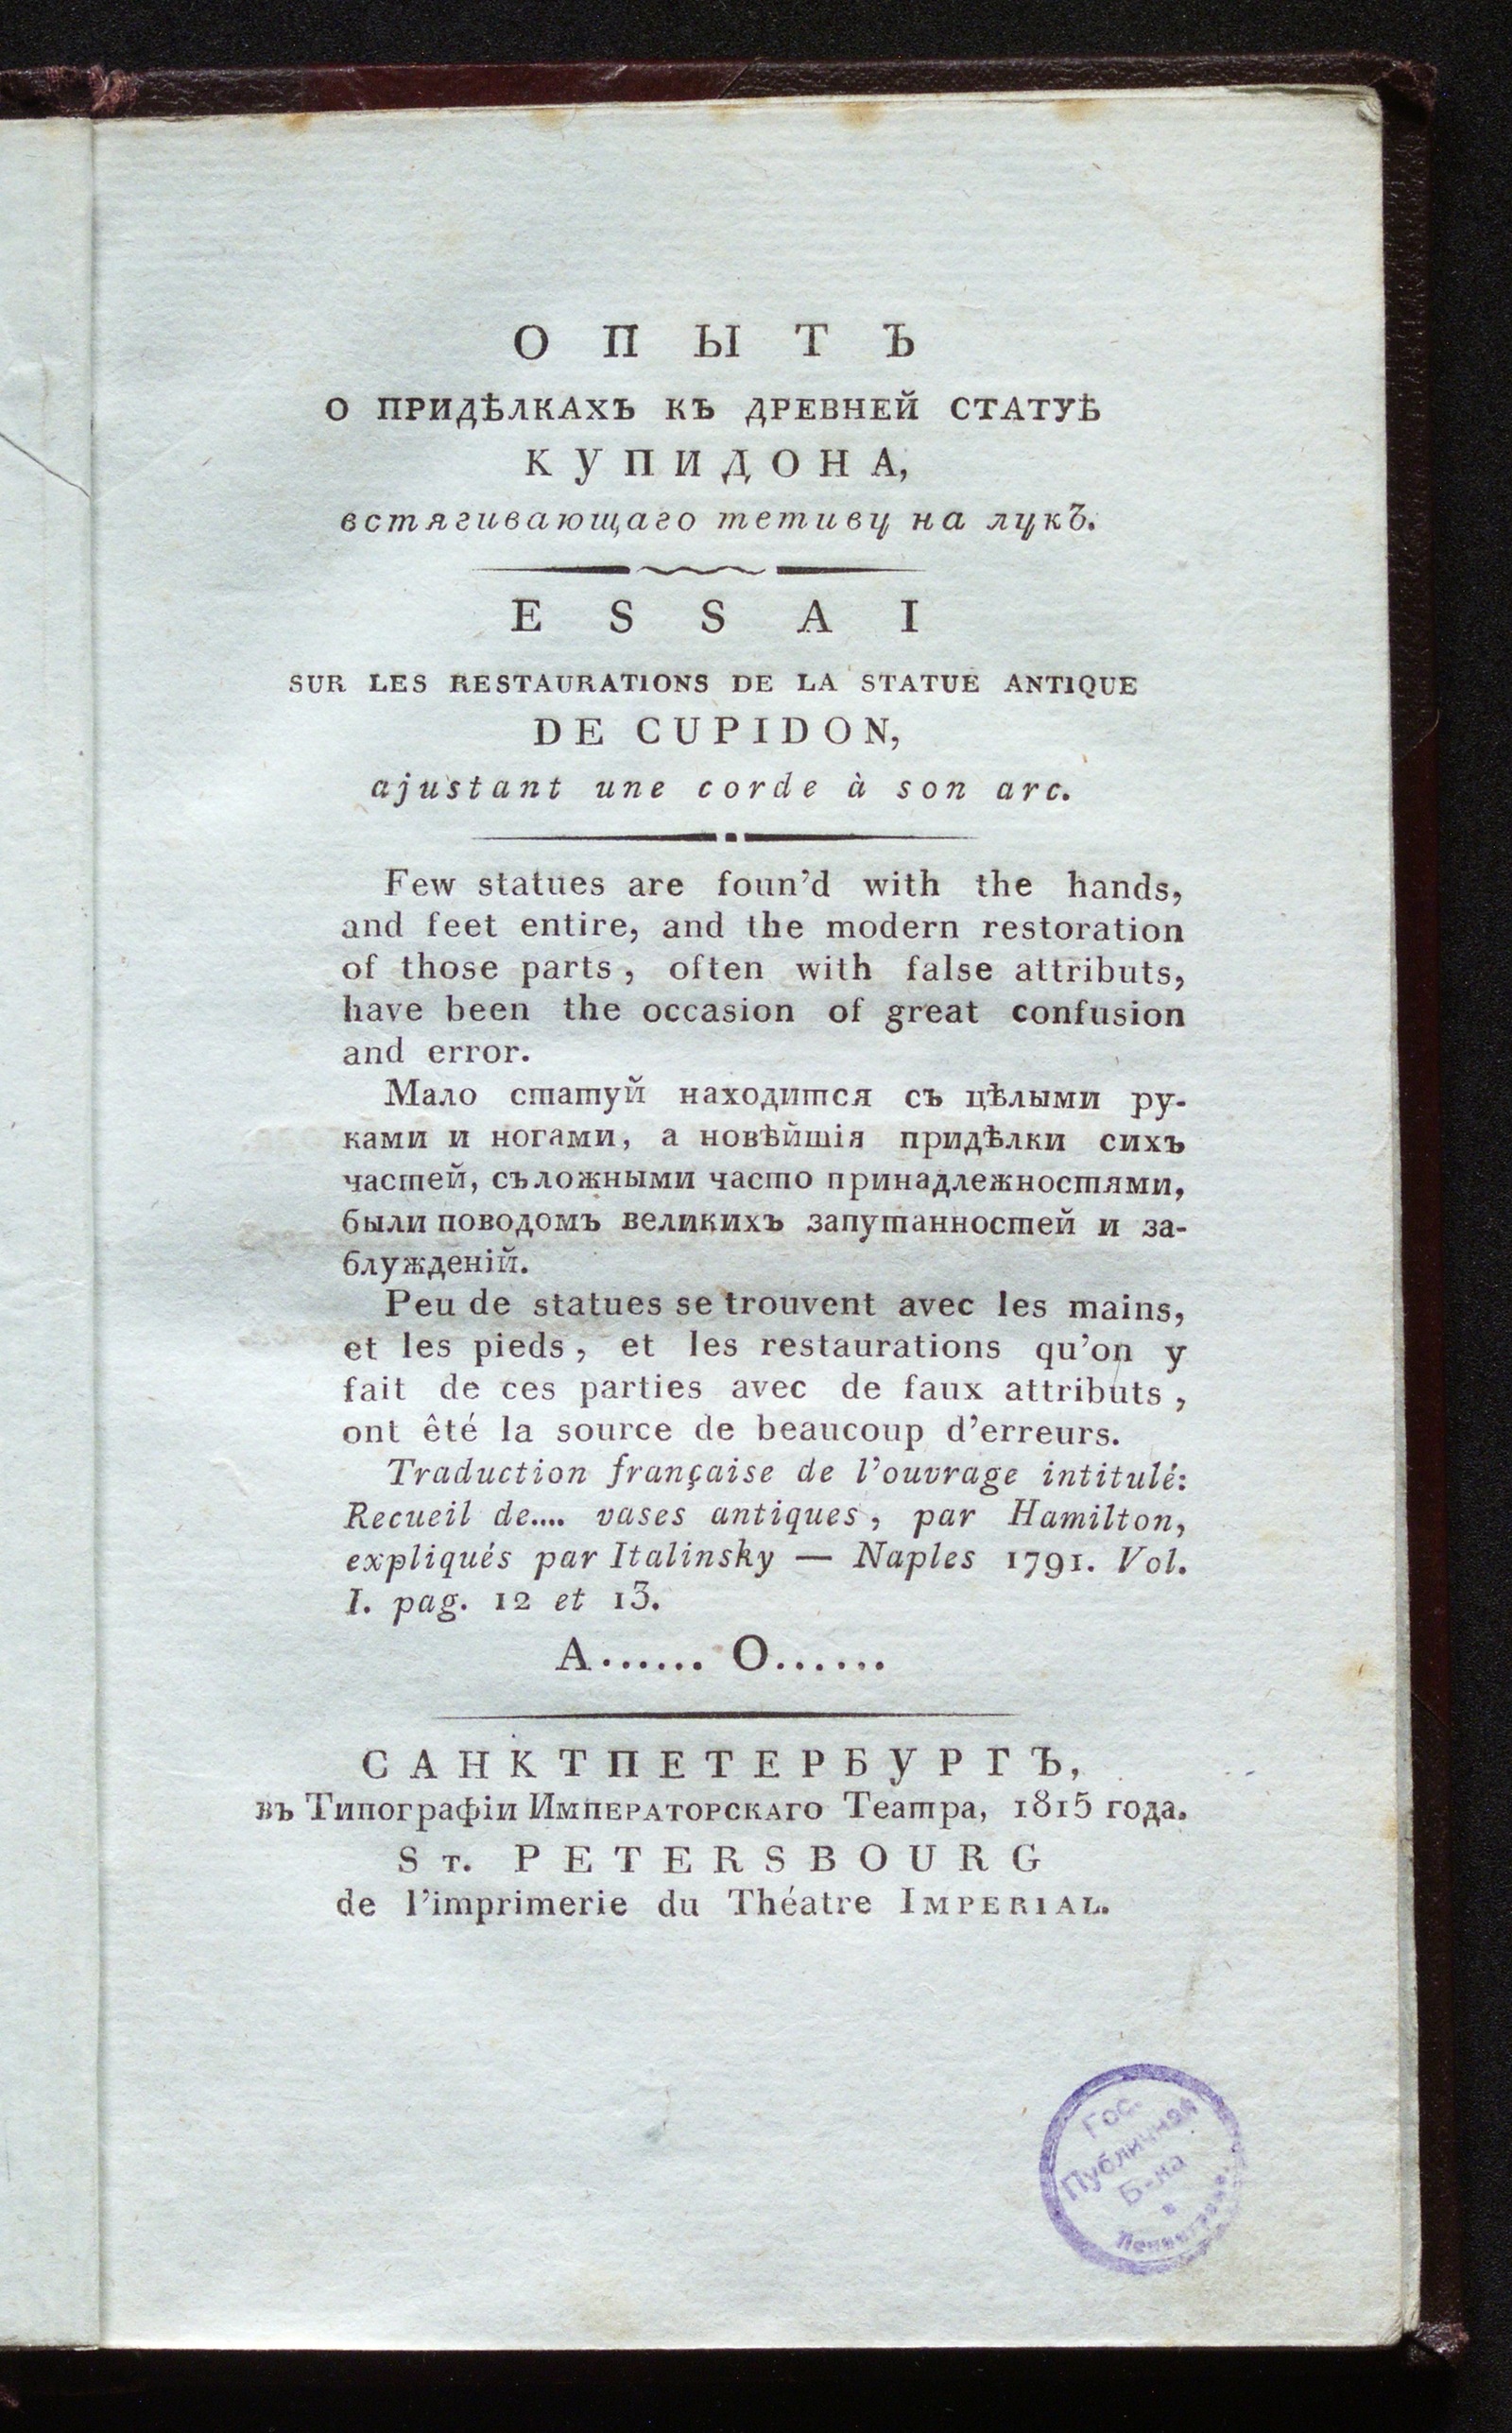 ОПЫТЪ
О ПРИДѢЛКАХЪ КЪ ДРЕВНЕЙ СТАТУѢ
КУПИДОНА,
встягивающаго тетиву на лукъ.
ESSAI
SUR LES RESTAURATIONS DE LA STATUE ANTIQUE
DE CUPIDON,
ajustant une corde à son arc.
Few statues are foun'd with the hands,
and feet entire, and the modern restoration
of those parts, often with false attributs,
have been the occasion of great confusion
and error.
Мало статуй находится съ цѣлыми ру-
ками и ногами, а новѣйшія придѣлки сихъ
частей, съ ложными часто принадлежностями,
были поводомъ великихъ запутанностей и за-
блужденій.
Peu de statues se trouvent avec les mains,
et les pieds, et les restaurations qu'on y
fait de ces parties avec de faux attributs,
ont êté la source de beaucoup d'erreurs.
Traduction française de l'ouvrage intitulé:
Recueil de.... vases antiques, par Hamilton,
expliqués par Italinsky — Naples 1791. Vol.
I. pag. 12 et 13.
A...... O......
САНКТПЕТЕРБУРГЪ,
въ Типографіи ИМПЕРАТОРСКАГО Театра, 1815 года.
ST. PETERSBOURG
de l'imprimerie du Théatre IMPERIAL.
Гос.
Публичная
Б-ка
в
Ленинграде